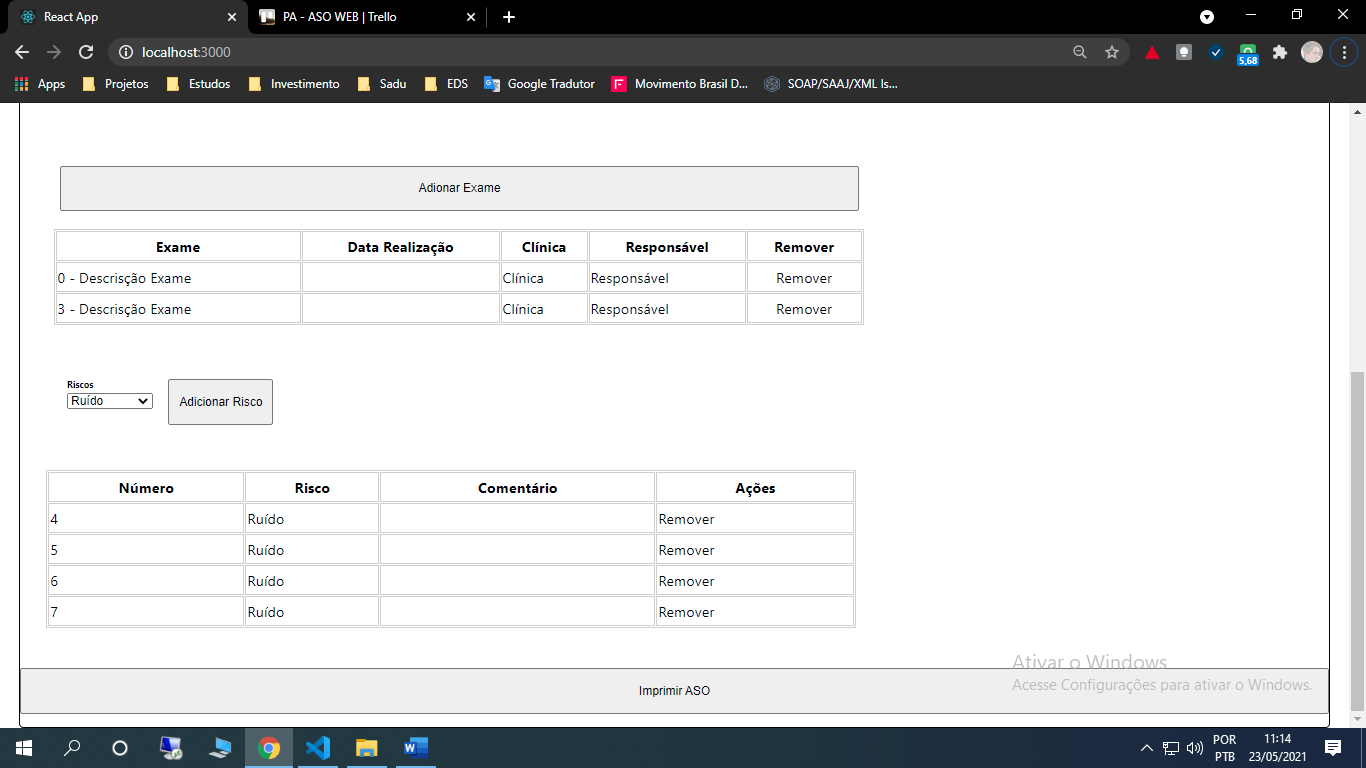 React App
PA - ASO WEB | Trello
localhost:3000
5,68
Apps
Projetos
Estudos
Investimento
Sadu
EDS
Google Tradutor
Movimento Brasil D...
SOAP/SAAJ/XML Is...
Adionar Exame
Exame Data Realização Clínica Responsável Remover
0 - Descrisção Exame Clínica Responsável Remover
3 - Descrisção Exame Clínica Responsável Remover
Riscos
Ruído
Adicionar Risco
Número Risco Comentário Ações
4 Ruído Remover
5 Ruído Remover
6 Ruído Remover
7 Ruído Remover
Ativar o Windows
Acesse Configurações para ativar o Windows.
Imprimir ASO
POR
PTB
11:14
23/05/2021